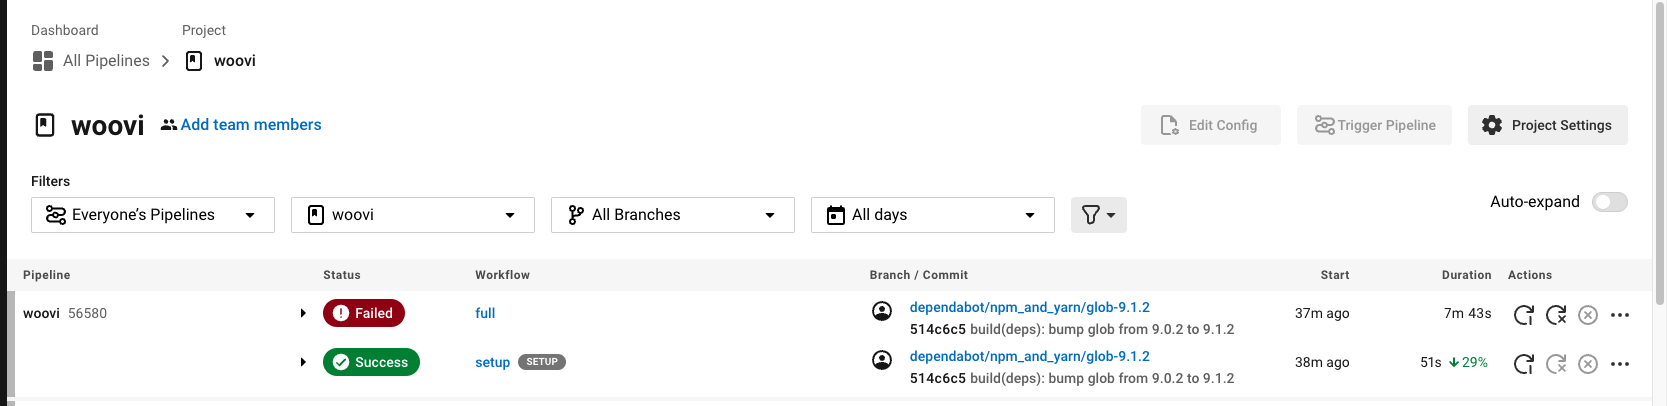 Dashboard Project
All Pipelines woovi
woovi Add team members Edit Config Trigger Pipeline Project Settings
Filters
Everyone’s Pipelines woovi All Branches All days Auto-expand
Pipeline Status Workflow Branch / Commit Start Duration Actions
woovi 56580 Failed full dependabot/npm_and_yarn/glob-9.1.2 37m ago 7m 43s
514c6c5 build(deps): bump glob from 9.0.2 to 9.1.2
Success setup SETUP dependabot/npm_and_yarn/glob-9.1.2 38m ago 51s 29%
514c6c5 build(deps): bump glob from 9.0.2 to 9.1.2